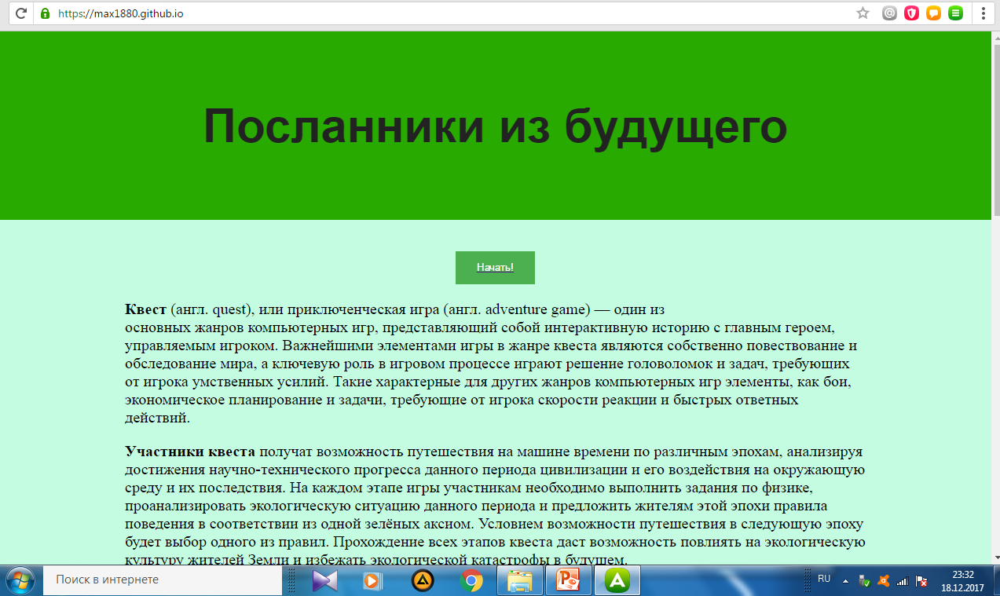 https://max1880.github.io
Посланники из будущего
Начать!
Квест (англ. quest), или приключенческая игра (англ. adventure game) — один из
основных жанров компьютерных игр, представляющий собой интерактивную историю с главным героем,
управляемым игроком. Важнейшими элементами игры в жанре квеста являются собственно повествование и
обследование мира, а ключевую роль в игровом процессе играют решение головоломок и задач, требующих
от игрока умственных усилий. Такие характерные для других жанров компьютерных игр элементы, как бои,
экономическое планирование и задачи, требующие от игрока скорости реакции и быстрых ответных
действий.
Участники квеста получат возможность путешествия на машине времени по различным эпохам, анализируя
достижения научно-технического прогресса данного периода цивилизации и его воздействия на окружающую
среду и их последствия. На каждом этапе игры участникам необходимо выполнить задания по физике,
проанализировать экологическую ситуацию данного периода и предложить жителям этой эпохи правила
поведения в соответствии из одной зелёных аксиом. Условием возможности путешествия в следующую эпоху
будет выбор одного из правил. Прохождение всех этапов квеста даст возможность повлиять на экологическую
культуру жителей Земли и избежать экологической катастрофы в будущем.
Поиск в интернете
RU
23:32
18.12.2017